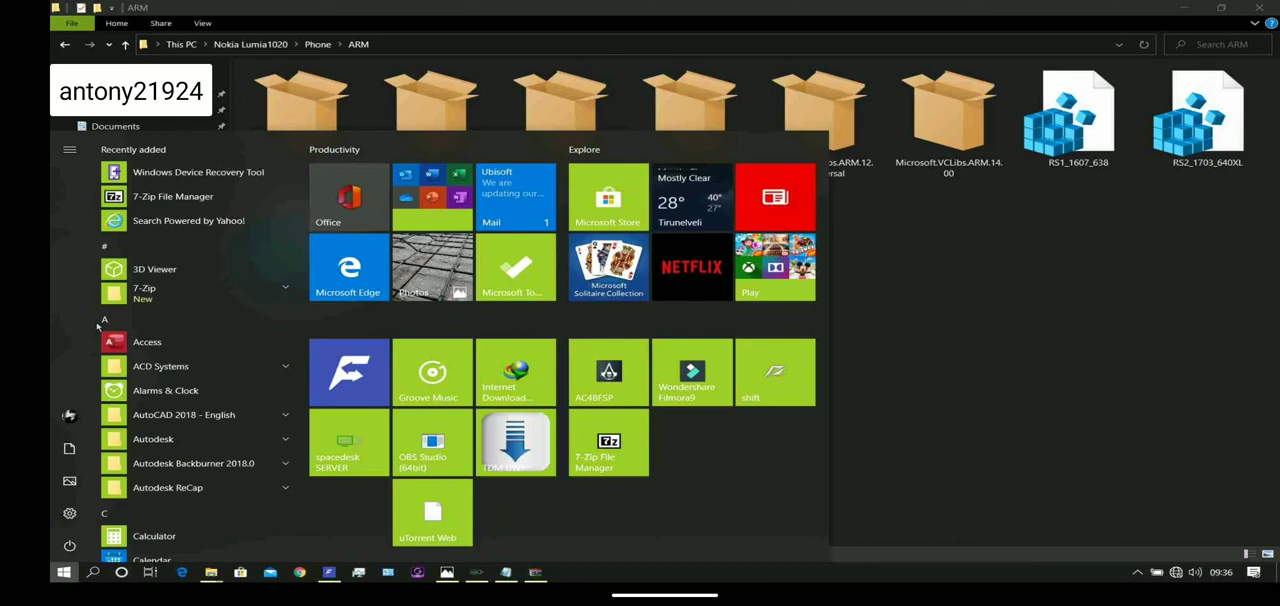 ARM
File
Home
Share
View
This PC
Nokia Lumia1020
Phone
ARM
Search ARM
antony21924
Documents
.ARM.12.
ersal
Microsoft.VCLibs.ARM.14.
00
RS1_1607_638
RS2_1703_640XL
Recently added
Windows Device Recovery Tool
7-Zip File Manager
Search Powered by Yahoo!
#
3D Viewer
7-Zip
New
A
Access
ACD Systems
Alarms & Clock
AutoCAD 2018 - English
Autodesk
Autodesk Backburner 2018.0
Autodesk ReCap
C
Calculator
Calendar
Productivity
Office
Ubisoft
We are
updating our...
Mail
1
Microsoft Edge
Photos
Microsoft To...
Groove Music
Internet
Download...
spacedesk
SERVER
OBS Studio
(64bit)
uTorrent Web
Explore
Microsoft Store
Mostly Clear
28°
40°
27°
Tirunelveli
Microsoft
Solitaire Collection
NETFLIX
Play
AC4BFSP
Wondershare
Filmora9
shift
7-Zip File
Manager
09:36